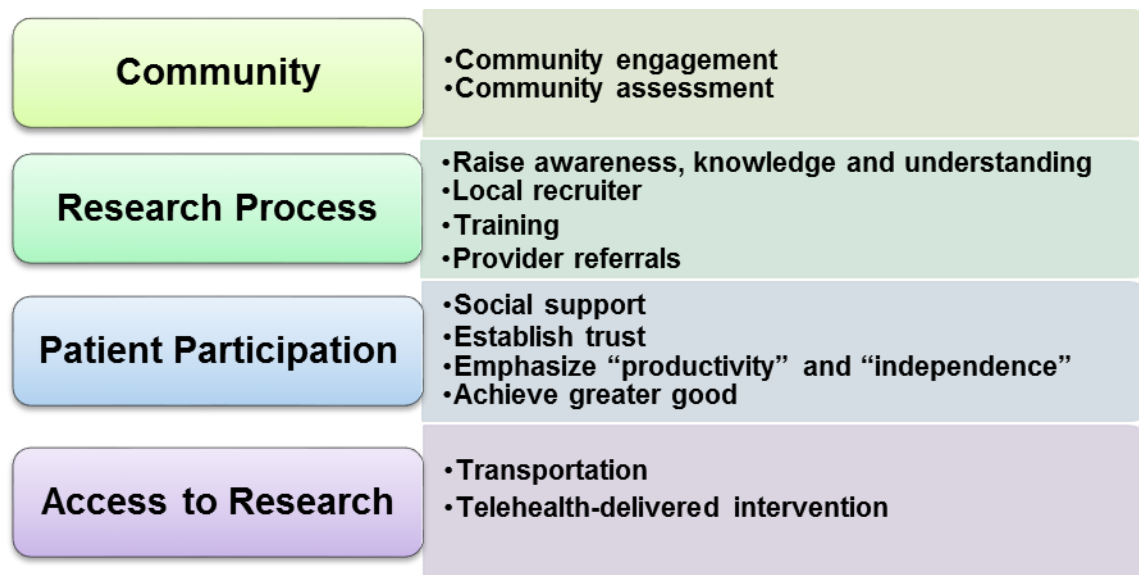 Community
•Community engagement
•Community assessment
Research Process
•Raise awareness, knowledge and understanding
•Local recruiter
•Training
•Provider referrals
Patient Participation
•Social support
•Establish trust
•Emphasize “productivity” and “independence”
•Achieve greater good
Access to Research
•Transportation
•Telehealth-delivered intervention